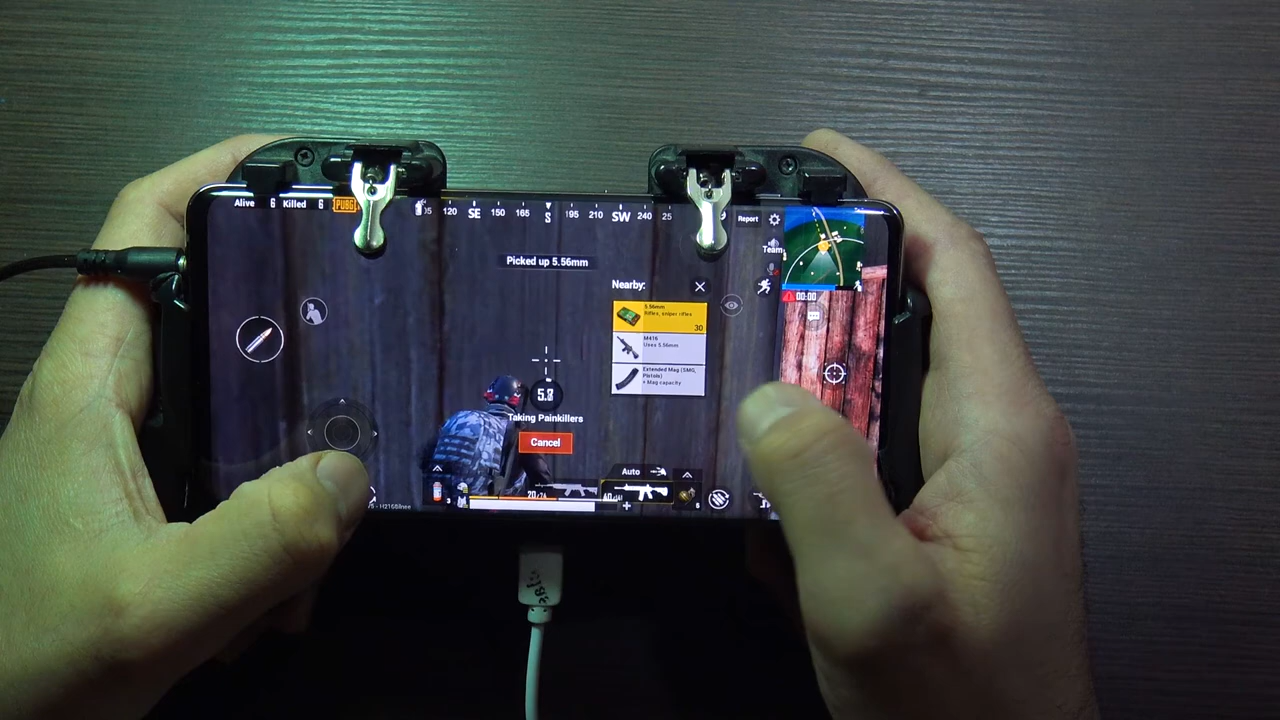 Alive 6 Killed 6 PUBG
05 120 SE 150 165 S 195 210 SW 240 25
Report
Team
Picked up 5.56mm
Nearby:
5.56mm
Rifles, sniper rifles
30
M416
Uses 5.56mm
Extended Mag (SMG,
Pistols)
+ Mag capacity
00:00
5.8
Taking Painkillers
Cancel
Auto